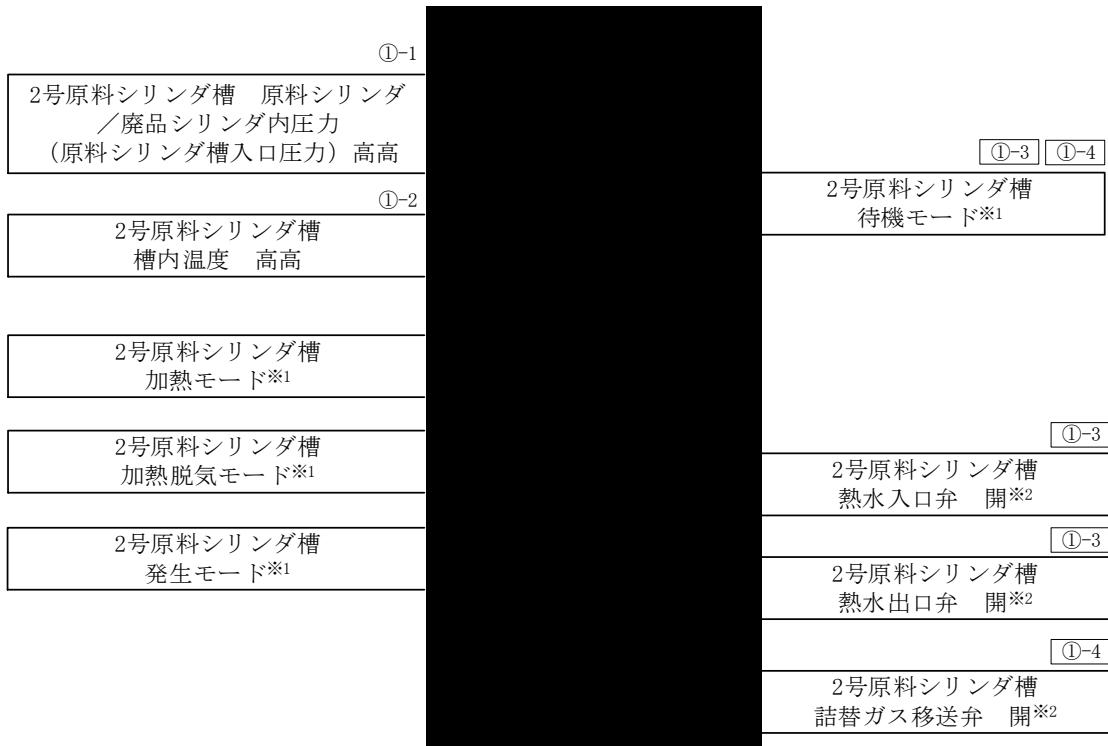 ①-1
2号原料シリンダ槽　原料シリンダ
／廃品シリンダ内圧力
（原料シリンダ槽入口圧力）高高
①-2
2号原料シリンダ槽
槽内温度　高高
2号原料シリンダ槽
加熱モード※1
2号原料シリンダ槽
加熱脱気モード※1
2号原料シリンダ槽
発生モード※1
①-3 ①-4
2号原料シリンダ槽
待機モード※1
①-3
2号原料シリンダ槽
熱水入口弁　開※2
①-3
2号原料シリンダ槽
熱水出口弁　開※2
①-4
2号原料シリンダ槽
詰替ガス移送弁　開※2